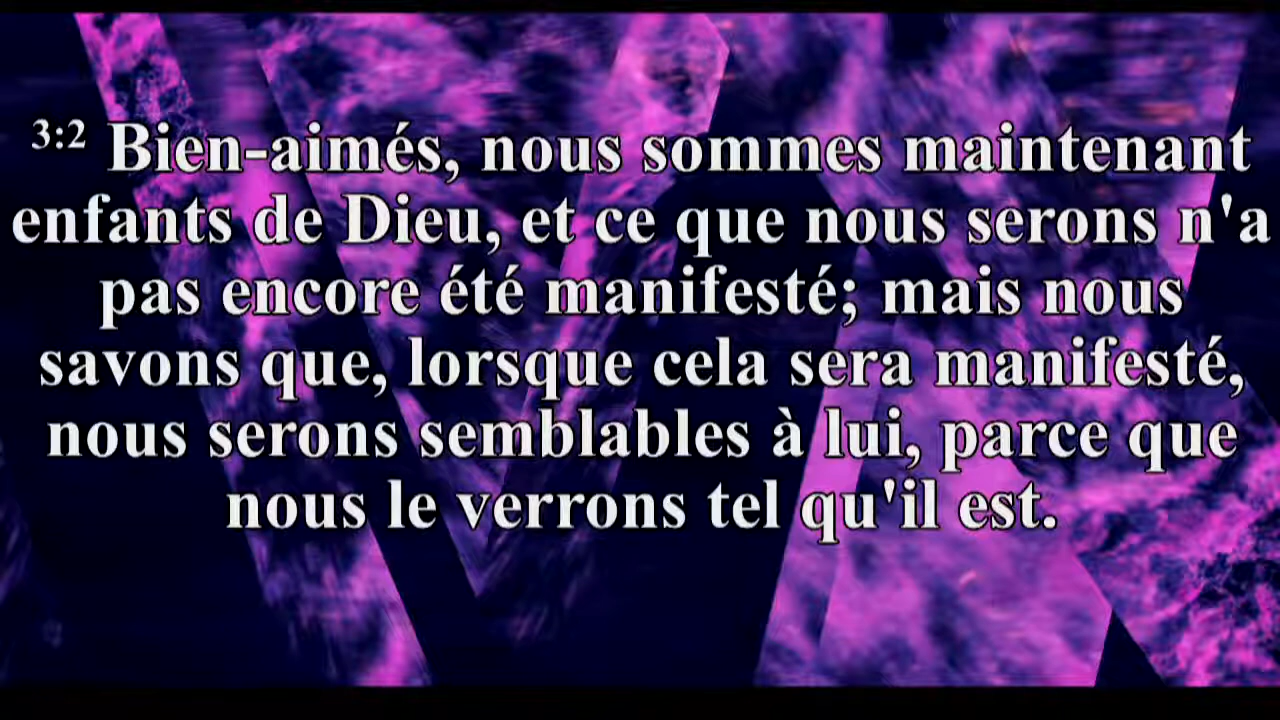 3:2 Bien-aimés, nous sommes maintenant
enfants de Dieu, et ce que nous serons n'a
pas encore été manifesté; mais nous
savons que, lorsque cela sera manifesté,
nous serons semblables à lui, parce que
nous le verrons tel qu'il est.